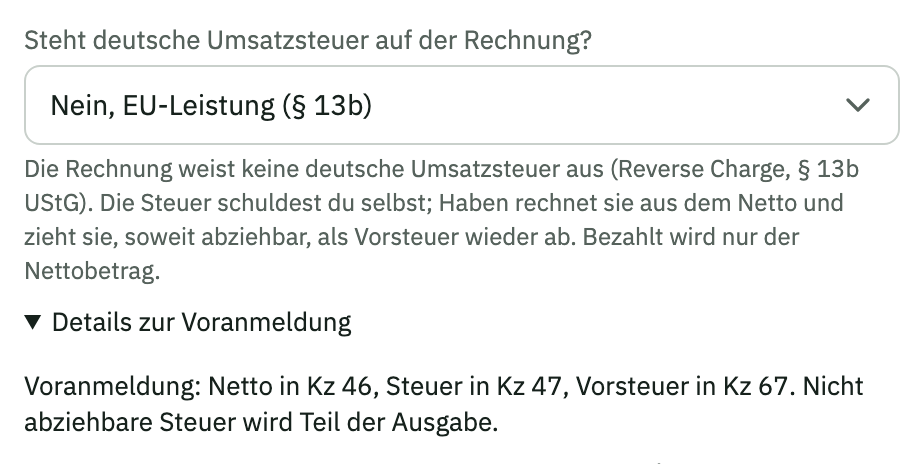 Steht deutsche Umsatzsteuer auf der Rechnung?
Nein, EU-Leistung (§ 13b)
Die Rechnung weist keine deutsche Umsatzsteuer aus (Reverse Charge, § 13b
UStG). Die Steuer schuldest du selbst; Haben rechnet sie aus dem Netto und
zieht sie, soweit abziehbar, als Vorsteuer wieder ab. Bezahlt wird nur der
Nettobetrag.
▼ Details zur Voranmeldung
Voranmeldung: Netto in Kz 46, Steuer in Kz 47, Vorsteuer in Kz 67. Nicht
abziehbare Steuer wird Teil der Ausgabe.